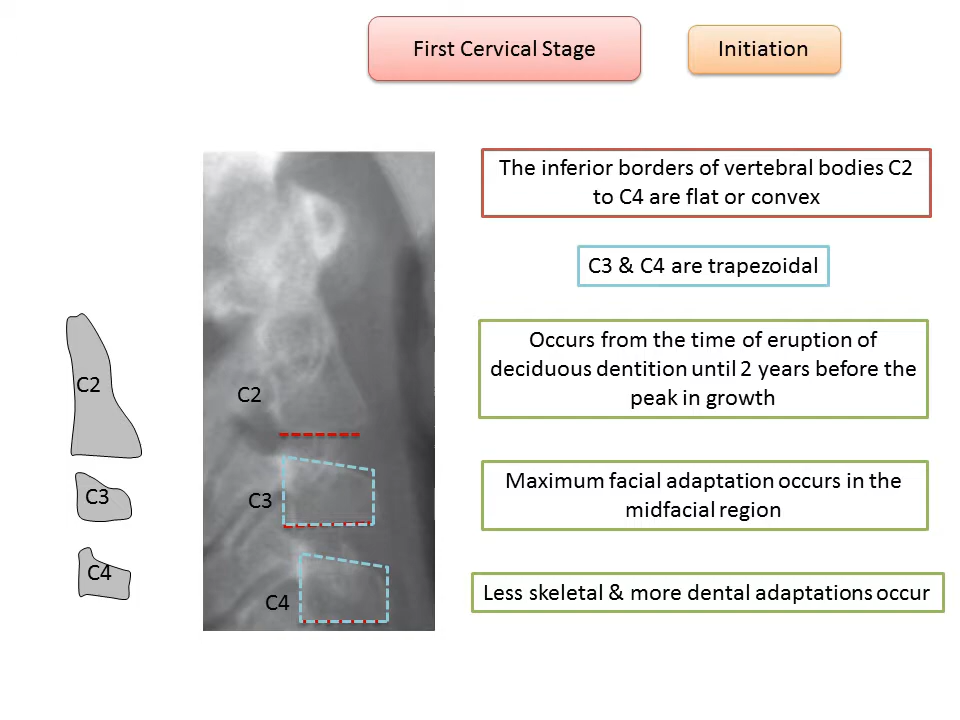 First Cervical Stage
Initiation
The inferior borders of vertebral bodies C2
to C4 are flat or convex
C3 & C4 are trapezoidal
Occurs from the time of eruption of
deciduous dentition until 2 years before the
peak in growth
Maximum facial adaptation occurs in the
midfacial region
Less skeletal & more dental adaptations occur
C2
C3
C4
C2
C3
C4